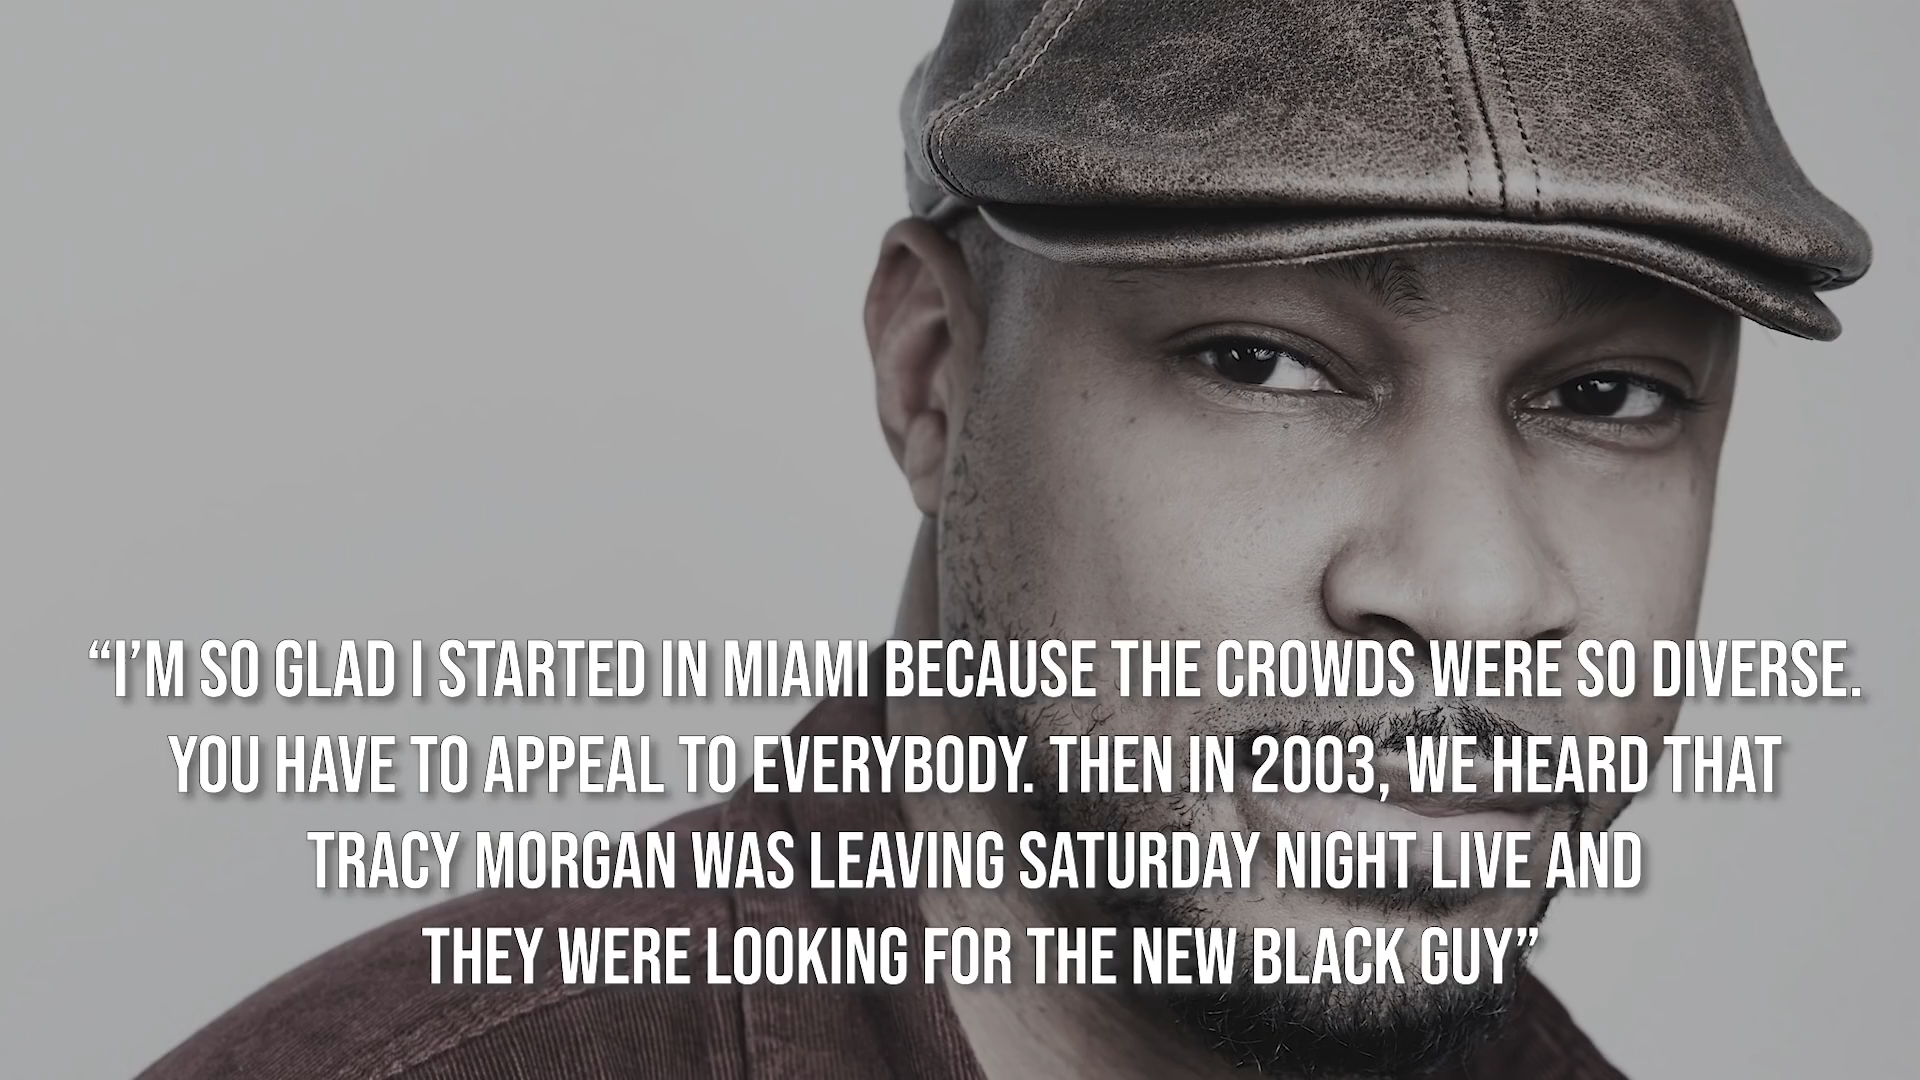 “I’M SO GLAD I STARTED IN MIAMI BECAUSE THE CROWDS WERE SO DIVERSE.
YOU HAVE TO APPEAL TO EVERYBODY. THEN IN 2003, WE HEARD THAT
TRACY MORGAN WAS LEAVING SATURDAY NIGHT LIVE AND
THEY WERE LOOKING FOR THE NEW BLACK GUY”